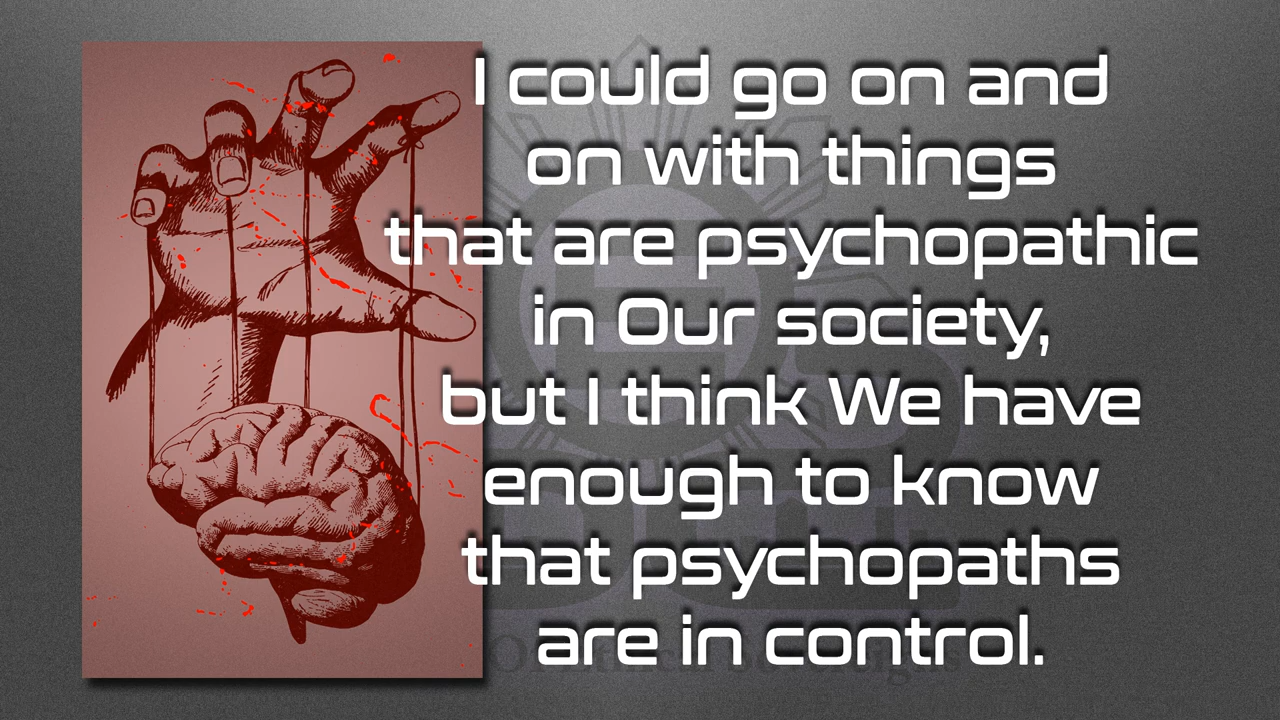 I could go on and
on with things
that are psychopathic
in Our society,
but I think We have
enough to know
that psychopaths
are in control.